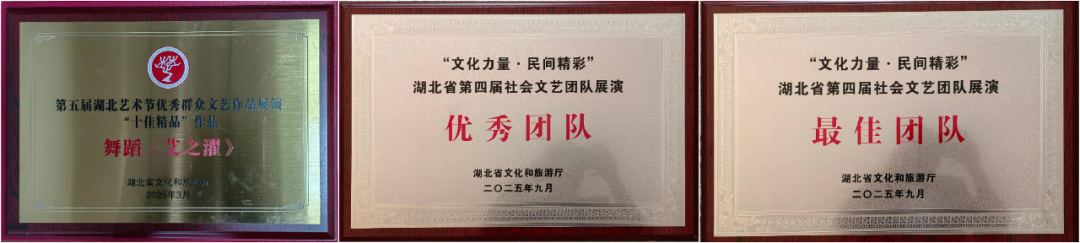 第五届湖北艺术节优秀群众文艺作品展演
“十佳精品”作品
舞蹈《艾之濯》
湖北省文化和旅游厅
2025年3月
“文化力量·民间精彩”
湖北省第四届社会文艺团队展演
优秀团队
湖北省文化和旅游厅
二〇二五年九月
“文化力量·民间精彩”
湖北省第四届社会文艺团队展演
最佳团队
湖北省文化和旅游厅
二〇二五年九月